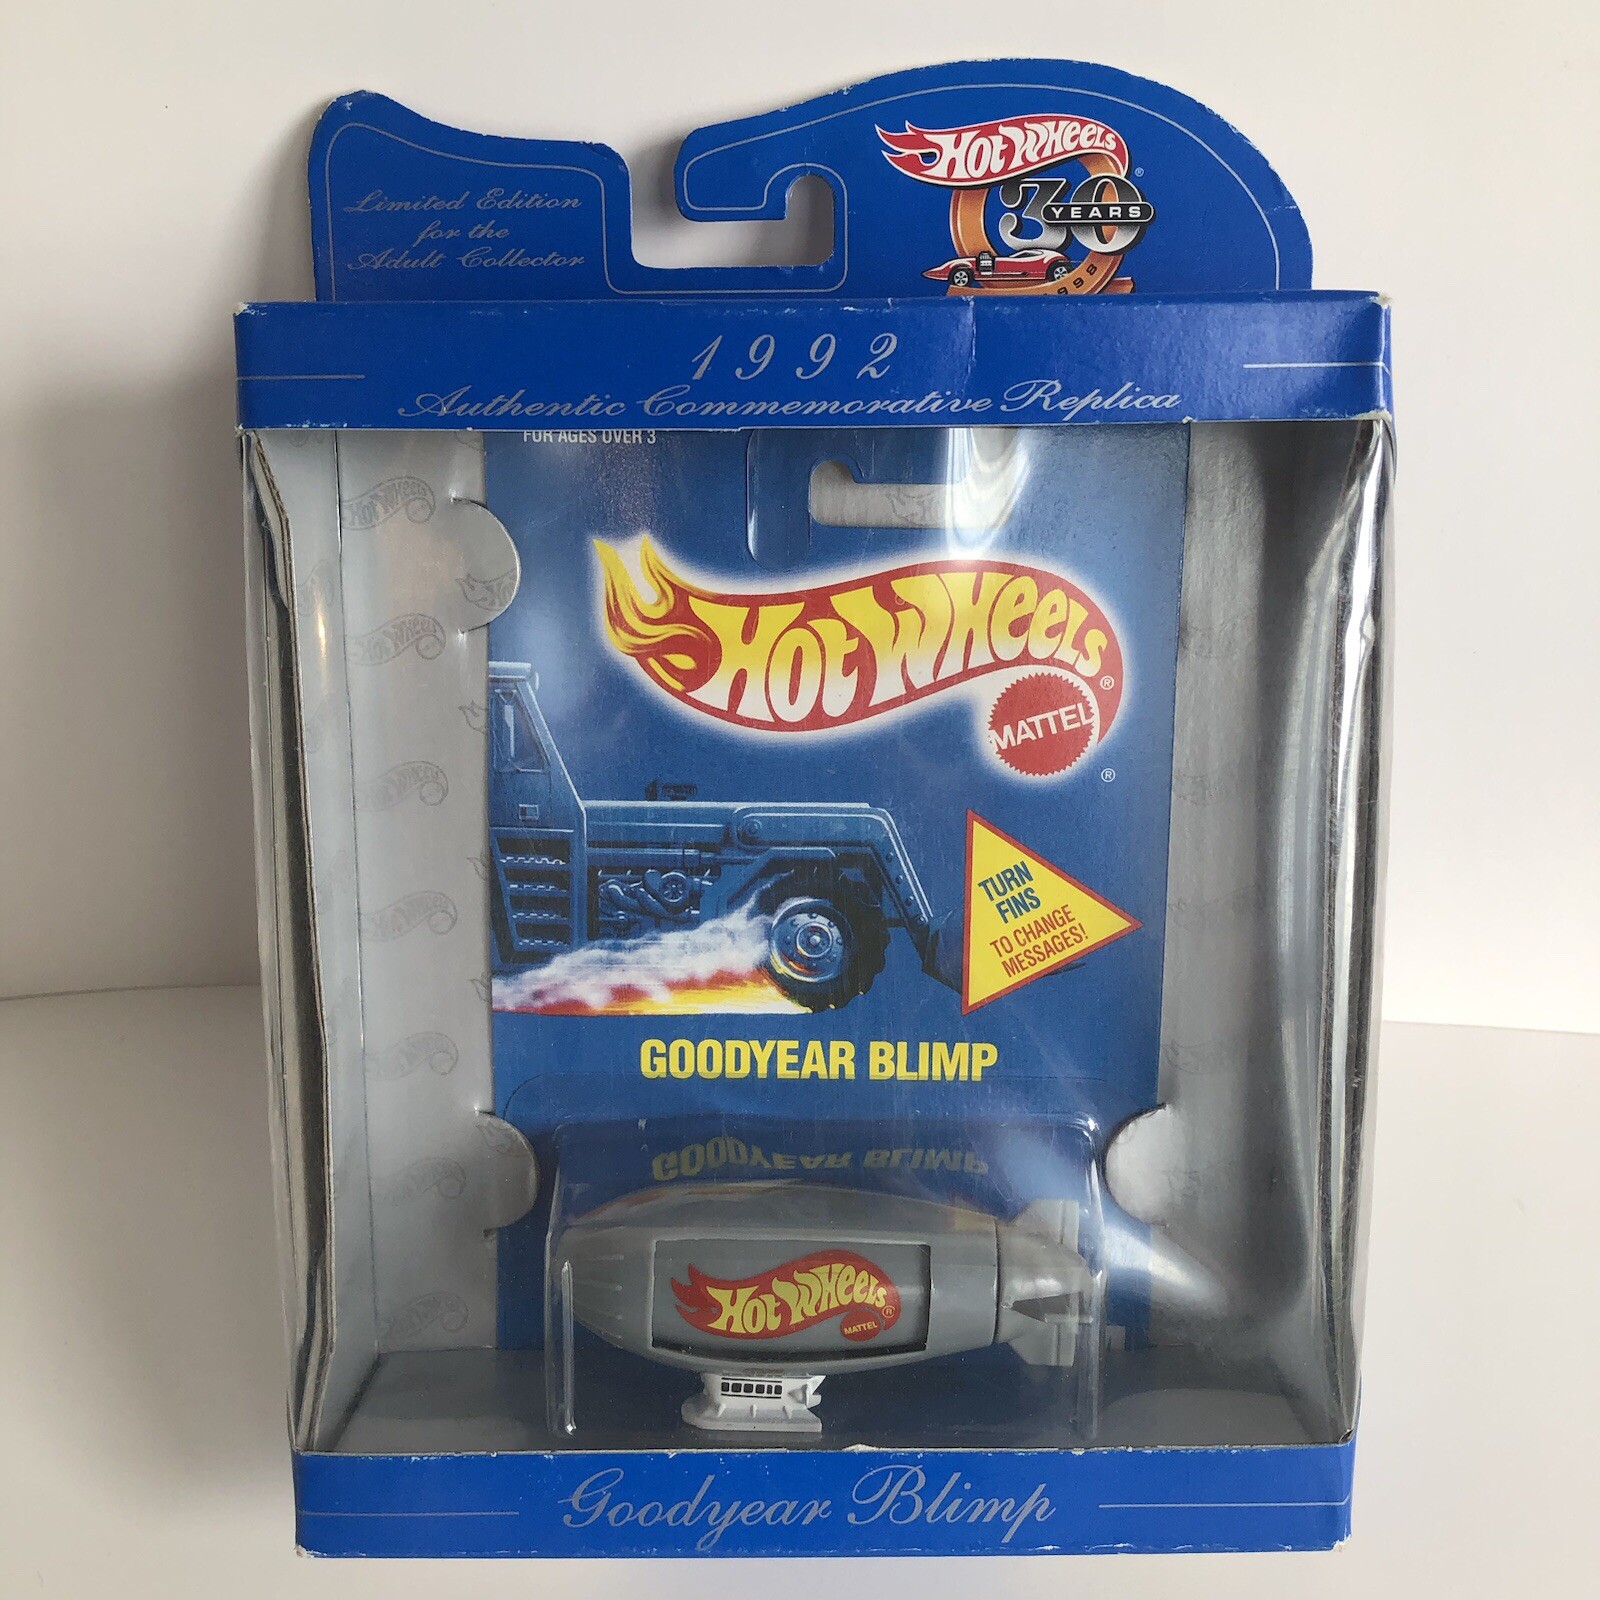 Limited Edition
for the
Adult Collector
HOT WHEELS ®
30 YEARS
1998
1992
Authentic Commemorative Replica
FOR AGES OVER 3
HOT WHEELS ®
MATTEL
®
TURN
FINS
TO CHANGE
MESSAGES!
GOODYEAR BLIMP
GOODYEAR BLIMP
HOT WHEELS ®
MATTEL
Goodyear Blimp